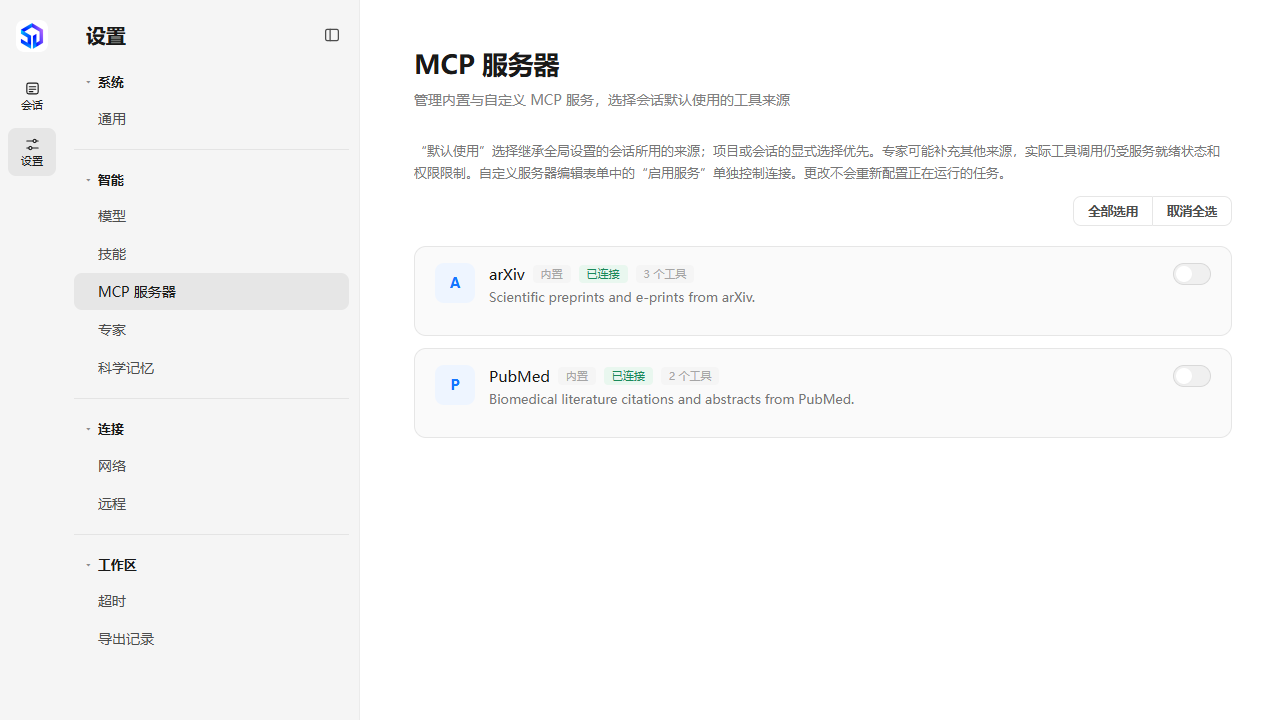 会话
设置
设置
系统
通用
智能
模型
技能
MCP 服务器
专家
科学记忆
连接
网络
远程
工作区
超时
导出记录
MCP 服务器
管理内置与自定义 MCP 服务，选择会话默认使用的工具来源
“默认使用”选择继承全局设置的会话所用的来源；项目或会话的显式选择优先。专家可能补充其他来源，实际工具调用仍受服务就绪状态和
权限限制。自定义服务器编辑表单中的“启用服务”单独控制连接。更改不会重新配置正在运行的任务。
全部选用 取消全选
A arXiv 内置 已连接 3 个工具
Scientific preprints and e-prints from arXiv.
P PubMed 内置 已连接 2 个工具
Biomedical literature citations and abstracts from PubMed.